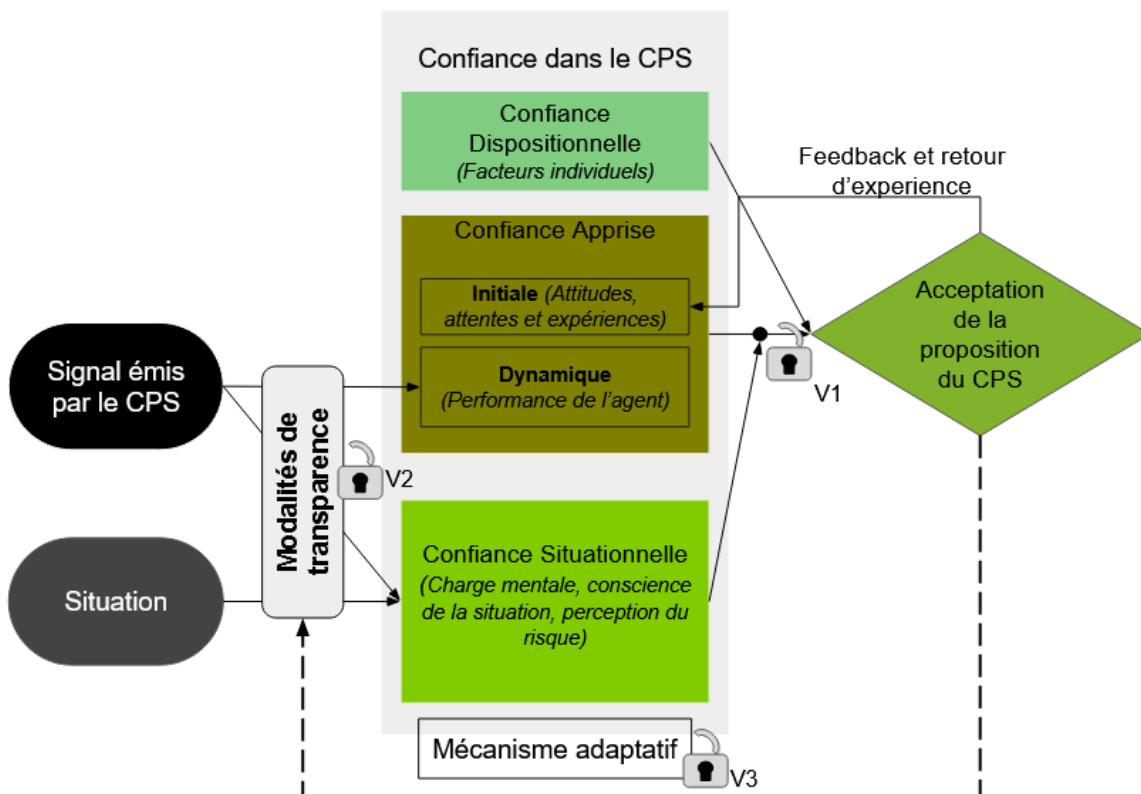 Confiance dans le CPS
Confiance
Dispositionnelle
(Facteurs individuels)
Feedback et retour
d'experience
Confiance Apprise
Initiale (Attitudes,
attentes et expériences)
Dynamique
(Performance de l'agent)
Signal émis
par le CPS
Modalités de
transparence
V2
V1
Acceptation
de la
proposition
du CPS
Situation
Confiance Situationnelle
(Charge mentale, conscience
de la situation, perception du
risque)
Mécanisme adaptatif
V3